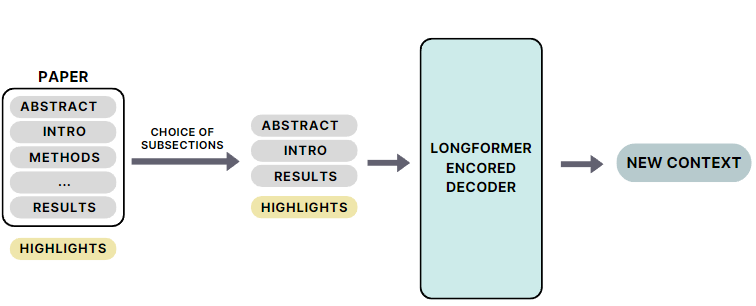 PAPER
ABSTRACT
INTRO
METHODS
...
RESULTS
HIGHLIGHTS
CHOICE OF
SUBSECTIONS
ABSTRACT
INTRO
RESULTS
HIGHLIGHTS
LONGFORMER
ENCORED
DECODER
NEW CONTEXT